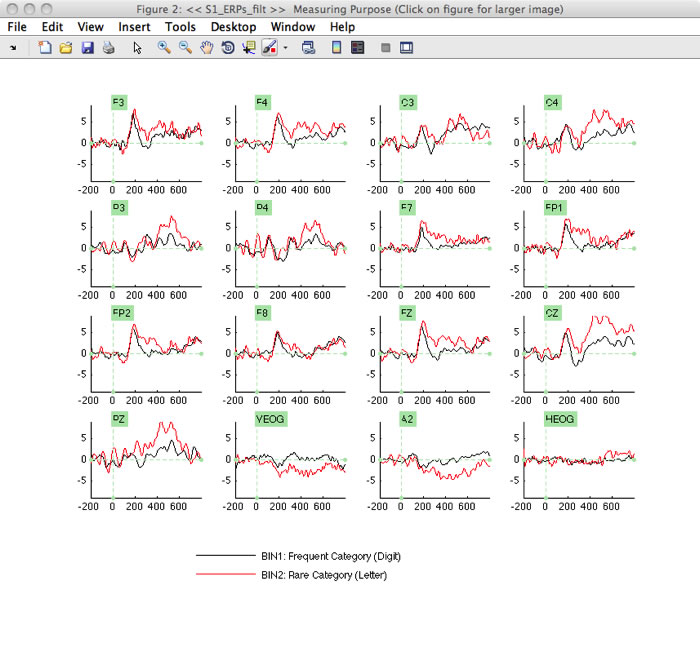 Figure 2: << S1_ERPs_filt >>  Measuring Purpose (Click on figure for larger image)
File Edit View Insert Tools Desktop Window Help
F3 F4 C3 C4
5 5 5 5
0 0 0 0
-5 -5 -5 -5
-200 0 200 400 600 -200 0 200 400 600 -200 0 200 400 600 -200 0 200 400 600
P3 P4 F7 FP1
5 5 5 5
0 0 0 0
-5 -5 -5 -5
-200 0 200 400 600 -200 0 200 400 600 -200 0 200 400 600 -200 0 200 400 600
FP2 F8 FZ CZ
5 5 5 5
0 0 0 0
-5 -5 -5 -5
-200 0 200 400 600 -200 0 200 400 600 -200 0 200 400 600 -200 0 200 400 600
PZ VEOG A2 HEOG
5 5 5 5
0 0 0 0
-5 -5 -5 -5
-200 0 200 400 600 -200 0 200 400 600 -200 0 200 400 600 -200 0 200 400 600
BIN1: Frequent Category (Digit)
BIN2: Rare Category (Letter)